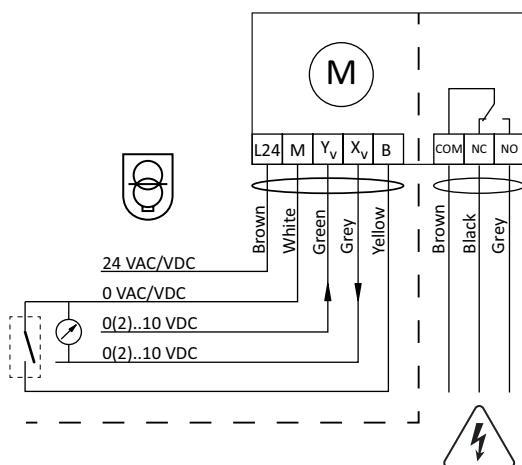 M
L24 M Yv Xv B COM NC NO
Brown White Green Grey Yellow Brown Black Grey
24 VAC/VDC
0 VAC/VDC
0(2)..10 VDC
0(2)..10 VDC